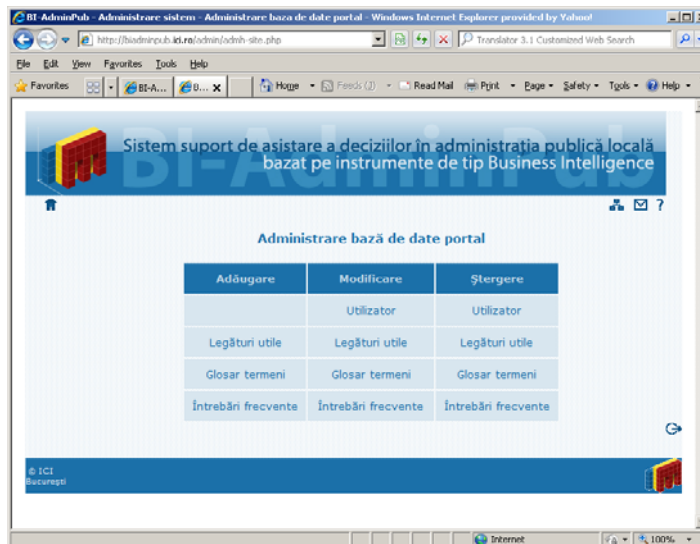 BI-AdminPub - Administrare sistem - Administrare baza de date portal - Windows Internet Explorer provided by Yahoo!
http://biadminpub.ici.ro/admin/admh-site.php
Translator 3.1 Customized Web Search
File Edit View Favorites Tools Help
Favorites BI-A... B... X Home Feeds (J) Read Mail Print Page Safety Tools Help
Sistem suport de asistare a deciziilor în administrația publică locală
bazat pe instrumente de tip Business Intelligence
BI-AdminPub
?
Administrare bază de date portal
Adăugare Modificare Ștergere
Utilizator Utilizator
Legături utile Legături utile Legături utile
Glosar termeni Glosar termeni Glosar termeni
Întrebări frecvente Întrebări frecvente Întrebări frecvente
© ICI
București
Internet 100%